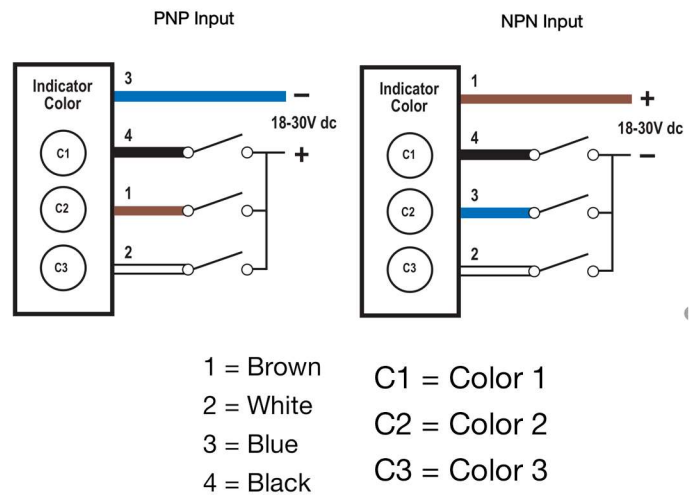 PNP Input
NPN Input
Indicator
Color
3
−
18-30V dc
4
+
C1
1
C2
2
C3
Indicator
Color
1
+
18-30V dc
4
−
C1
3
C2
2
C3
1 = Brown
2 = White
3 = Blue
4 = Black
C1 = Color 1
C2 = Color 2
C3 = Color 3